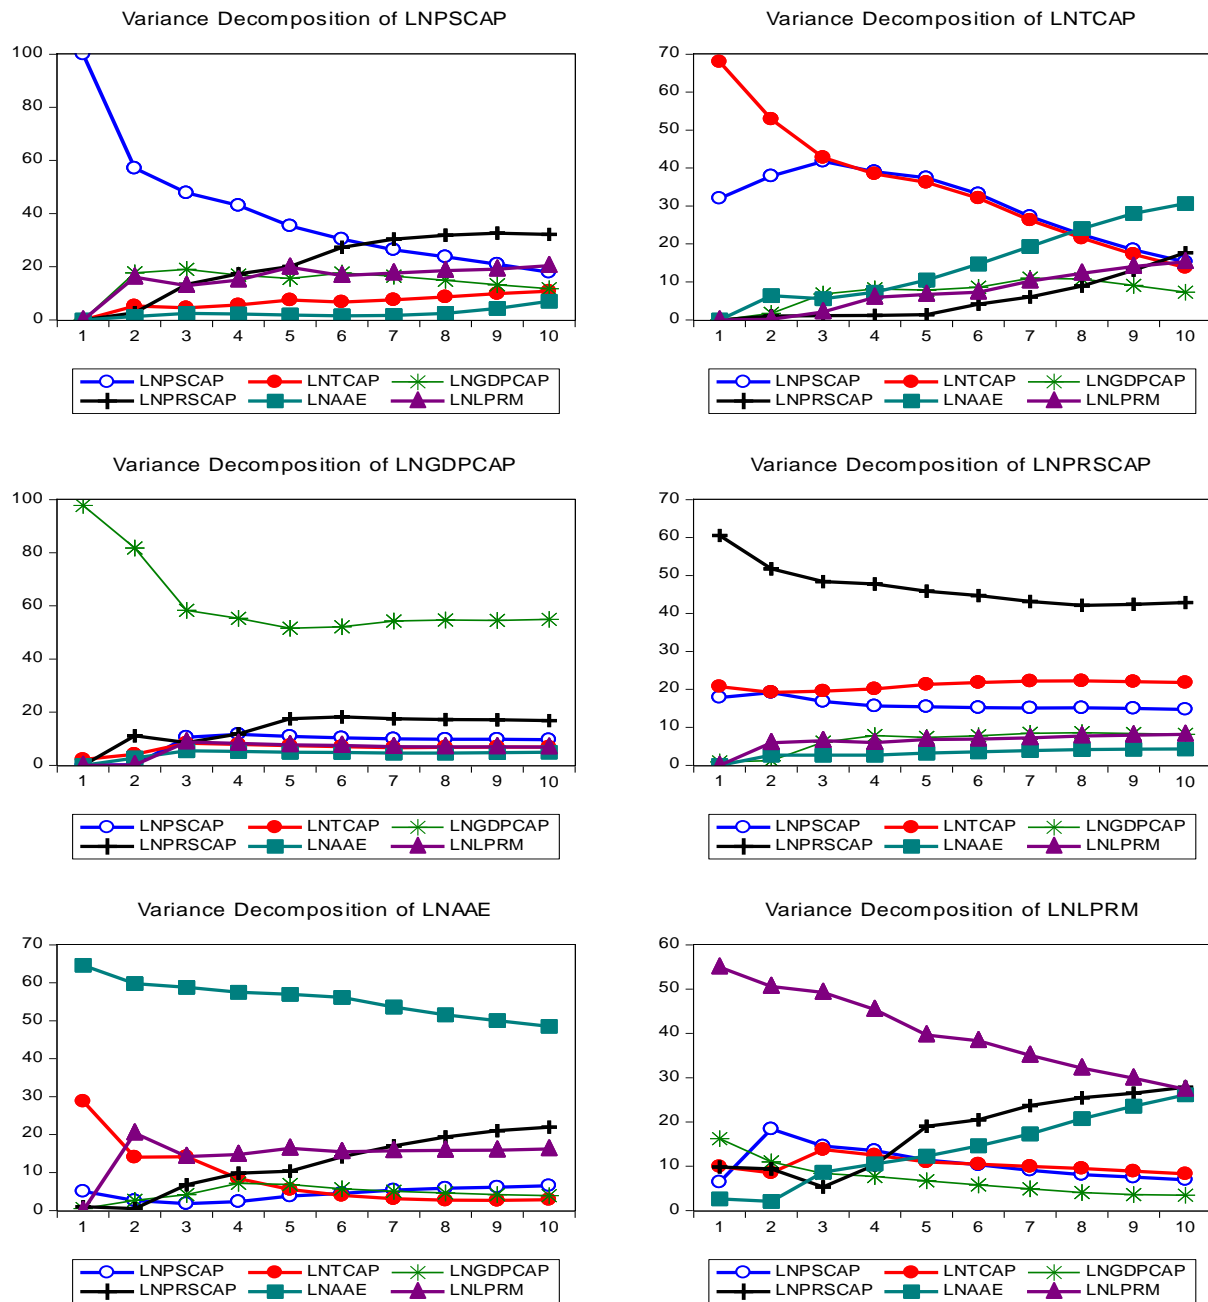 Variance Decomposition of LNPSCAP
100
80
60
40
20
0
1 2 3 4 5 6 7 8 9 10
LNPSCAP LNTCAP LNGDPCAP
LNPRSCAP LNAAE LNLPRM
Variance Decomposition of LNTCAP
70
60
50
40
30
20
10
0
1 2 3 4 5 6 7 8 9 10
LNPSCAP LNTCAP LNGDPCAP
LNPRSCAP LNAAE LNLPRM
Variance Decomposition of LNGDPCAP
100
80
60
40
20
0
1 2 3 4 5 6 7 8 9 10
LNPSCAP LNTCAP LNGDPCAP
LNPRSCAP LNAAE LNLPRM
Variance Decomposition of LNPRSCAP
70
60
50
40
30
20
10
0
1 2 3 4 5 6 7 8 9 10
LNPSCAP LNTCAP LNGDPCAP
LNPRSCAP LNAAE LNLPRM
Variance Decomposition of LNAAE
70
60
50
40
30
20
10
0
1 2 3 4 5 6 7 8 9 10
LNPSCAP LNTCAP LNGDPCAP
LNPRSCAP LNAAE LNLPRM
Variance Decomposition of LNLPRM
60
50
40
30
20
10
0
1 2 3 4 5 6 7 8 9 10
LNPSCAP LNTCAP LNGDPCAP
LNPRSCAP LNAAE LNLPRM